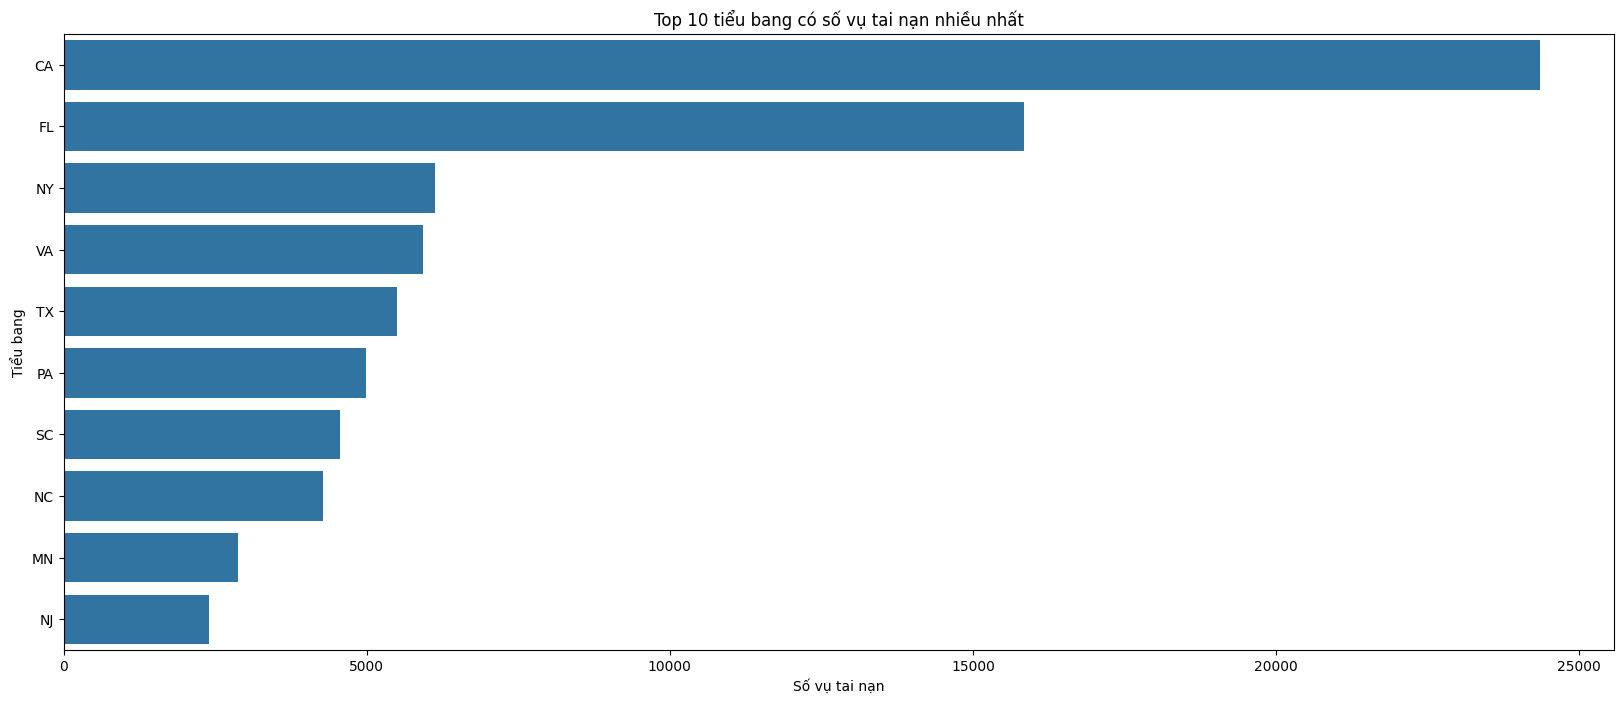 Top 10 tiểu bang có số vụ tai nạn nhiều nhất
Tiểu bang
CA
FL
NY
VA
TX
PA
SC
NC
MN
NJ
0 5000 10000 15000 20000 25000
Số vụ tai nạn